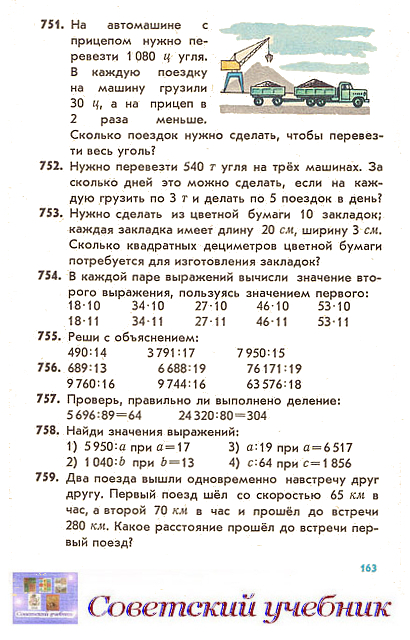 751. На автомашине с
прицепом нужно пе-
ревезти 1 080 ц угля.
В каждую поездку
на машину грузили
30 ц, а на прицеп в
2 раза меньше.
Сколько поездок нужно сделать, чтобы перевез-
ти весь уголь?
752. Нужно перевезти 540 т угля на трёх машинах. За
сколько дней это можно сделать, если на каж-
дую грузить по 3 т и делать по 5 поездок в день?
753. Нужно сделать из цветной бумаги 10 закладок;
каждая закладка имеет длину 20 см, ширину 3 см.
Сколько квадратных дециметров цветной бумаги
потребуется для изготовления закладок?
754. В каждой паре выражений вычисли значение вто-
рого выражения, пользуясь значением первого:
18·10 34·10 27·10 46·10 53·10
18·11 34·11 27·11 46·11 53·11
755. Реши с объяснением:
490:14 3 791:17 7 950:15
756. 689:13 6 688:19 76 171:19
9 760:16 9 744:16 63 576:18
757. Проверь, правильно ли выполнено деление:
5 696:89=64 24 320:80=304
758. Найди значения выражений:
1) 5 950:a при a=17 3) a:19 при a=6 517
2) 1 040:b при b=13 4) c:64 при c=1 856
759. Два поезда вышли одновременно навстречу друг
другу. Первый поезд шёл со скоростью 65 км в
час, а второй 70 км в час и прошёл до встречи
280 км. Какое расстояние прошёл до встречи пер-
вый поезд?
163
Советский учебник